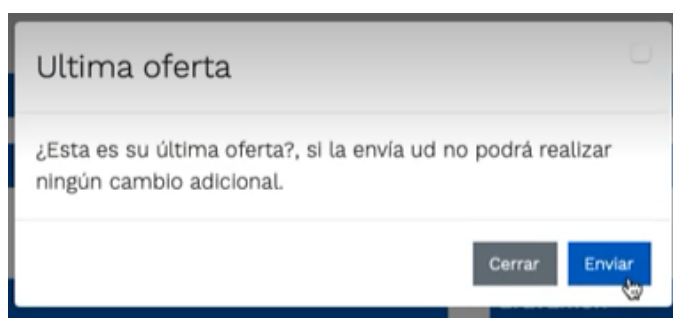 Ultima oferta
¿Esta es su última oferta?, si la envía ud no podrá realizar
ningún cambio adicional.
Cerrar
Enviar